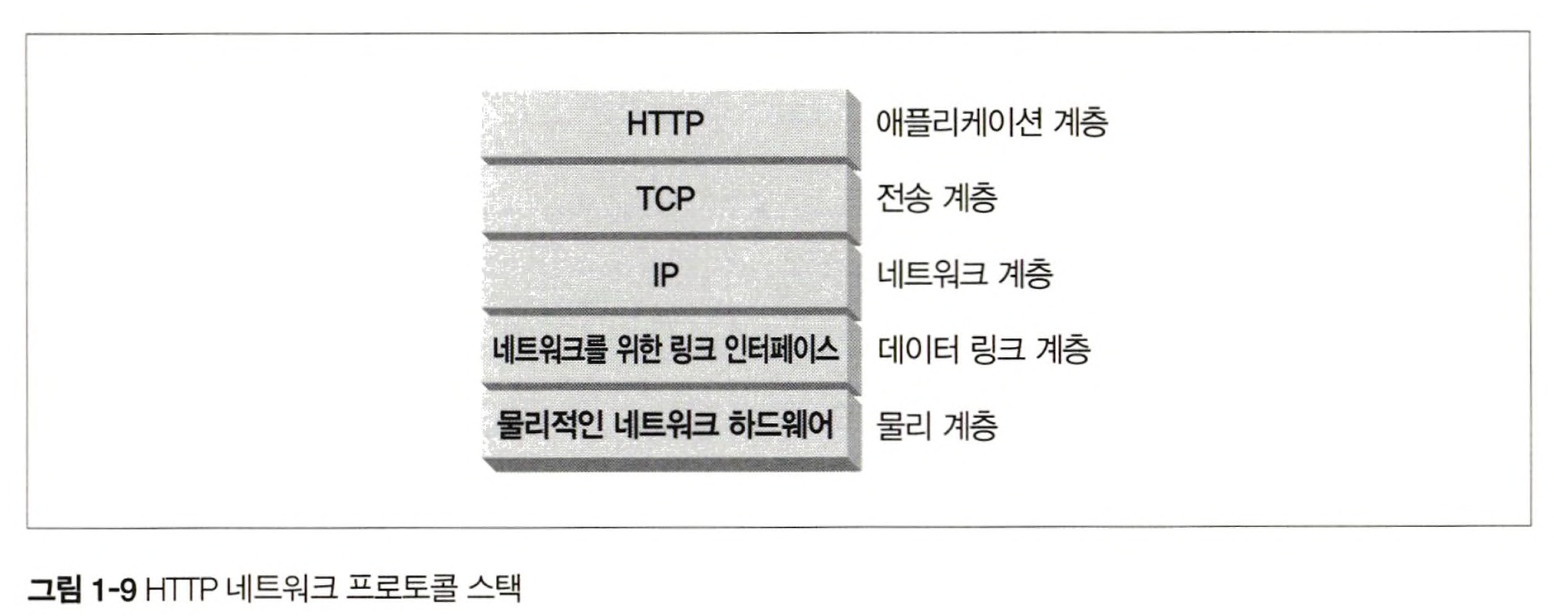 HTTP 애플리케이션 계층
TCP 전송 계층
IP 네트워크 계층
네트워크를 위한 링크 인터페이스 데이터 링크 계층
물리적인 네트워크 하드웨어 물리 계층
그림 1-9 HTTP 네트워크 프로토콜 스택